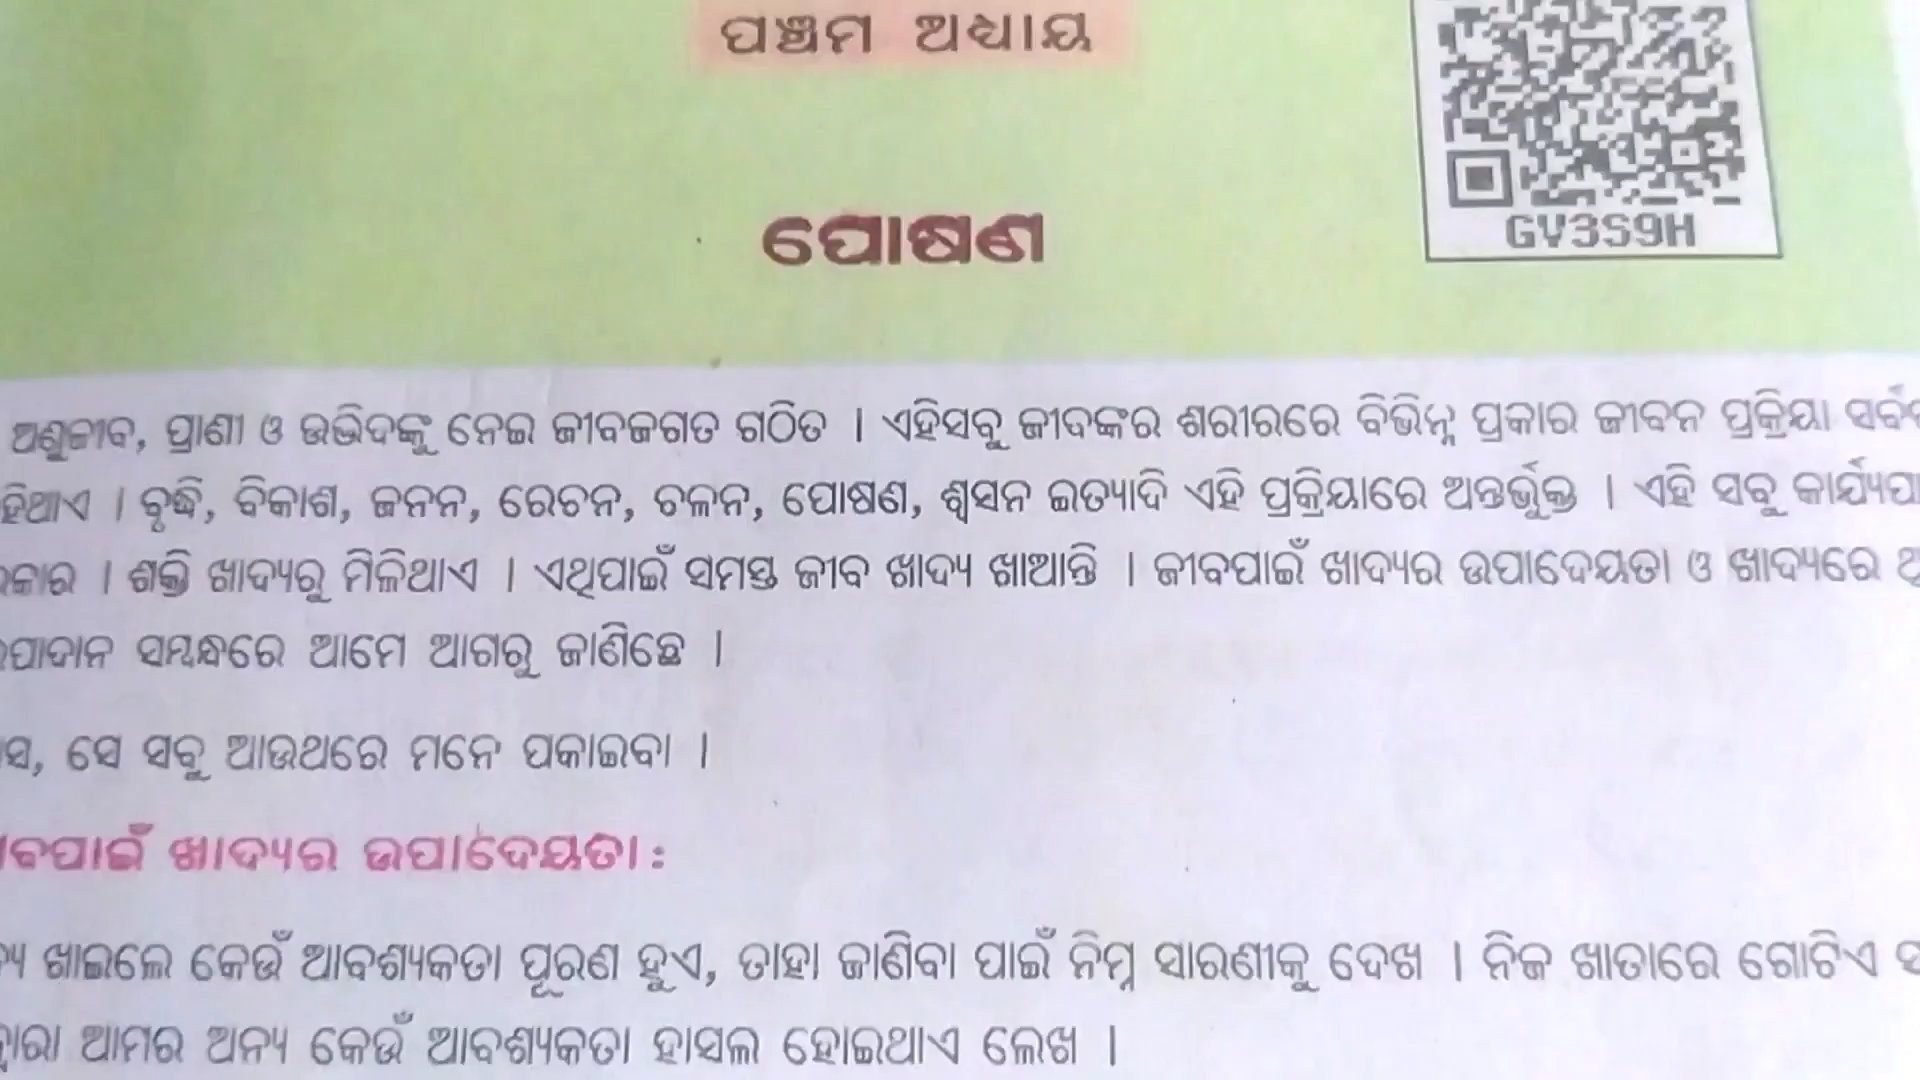 ପଞ୍ଚମ ଅଧ୍ୟାୟ
GV3S9H
ପୋଷଣ
ଅଣୁଜୀବ, ପ୍ରାଣୀ ଓ ଉଦ୍ଭିଦଙ୍କୁ ନେଇ ଜୀବଜଗତ ଗଠିତ । ଏହିସବୁ ଜୀବଙ୍କର ଶରୀରରେ ବିଭିନ୍ନ ପ୍ରକାର ଜୀବନ ପ୍ରକ୍ରିୟା
। ବୃଦ୍ଧି, ବିକାଶ, ଜନନ, ରେଚନ, ଚଳନ, ପୋଷଣ, ଶ୍ୱସନ ଇତ୍ୟାଦି ଏହି ପ୍ରକ୍ରିୟାରେ ଅନ୍ତର୍ଭୁକ୍ତ । ଏହି ସବୁ
। ଶକ୍ତି ଖାଦ୍ୟରୁ ମିଳିଥାଏ । ଏଥିପାଇଁ ସମସ୍ତ ଜୀବ ଖାଦ୍ୟ ଖାଆନ୍ତି । ଜୀବପାଇଁ ଖାଦ୍ୟର ଉପାଦେୟତା ଓ ଖାଦ୍ୟରେ
ସମ୍ବନ୍ଧରେ ଆମେ ଆଗରୁ ଜାଣିଛେ ।
ସେ ସବୁ ଆଉଥରେ ମନେ ପକାଇବା ।
ଖାଦ୍ୟର ଉପାଦେୟତା :
ଖାଇଲେ କେଉଁ ଆବଶ୍ୟକତା ପୂରଣ ହୁଏ, ତାହା ଜାଣିବା ପାଇଁ ନିମ୍ନ ସାରଣୀକୁ ଦେଖ । ନିଜ ଖାତାରେ ଗୋଟିଏ
ଆମର ଅନ୍ୟ କେଉଁ ଆବଶ୍ୟକତା ହାସଲ ହୋଇଥାଏ ଲେଖ ।